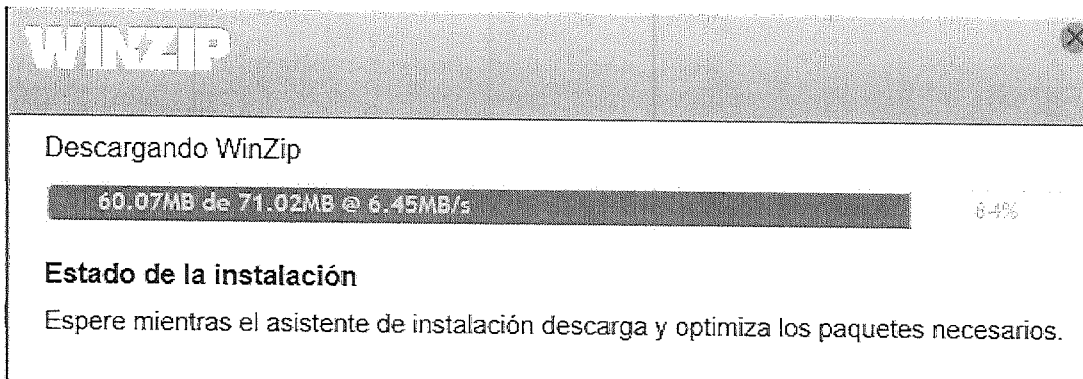 WINZIP
Descargando WinZip
60.07MB de 71.02MB @ 6.45MB/s
84%
Estado de la instalación
Espere mientras el asistente de instalación descarga y optimiza los paquetes necesarios.